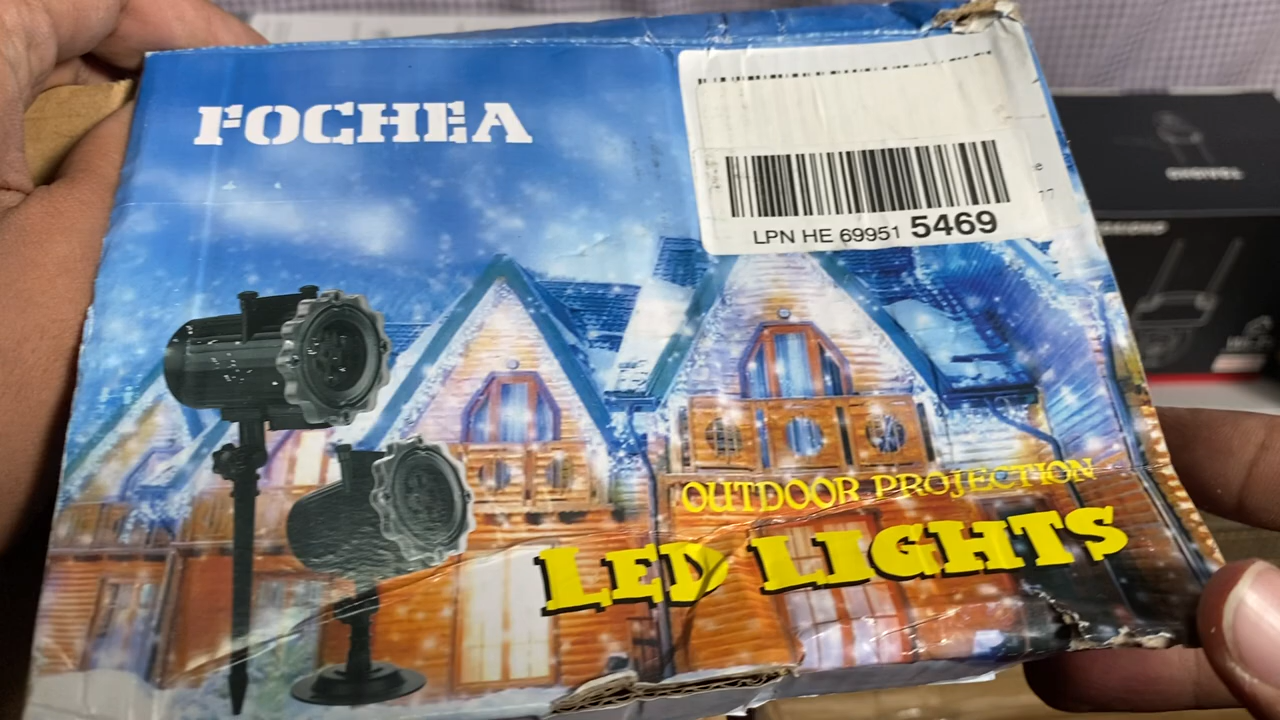 FOCHEA
LPN HE 69951 5469
OUTDOOR PROJECTION
LED LIGHTS